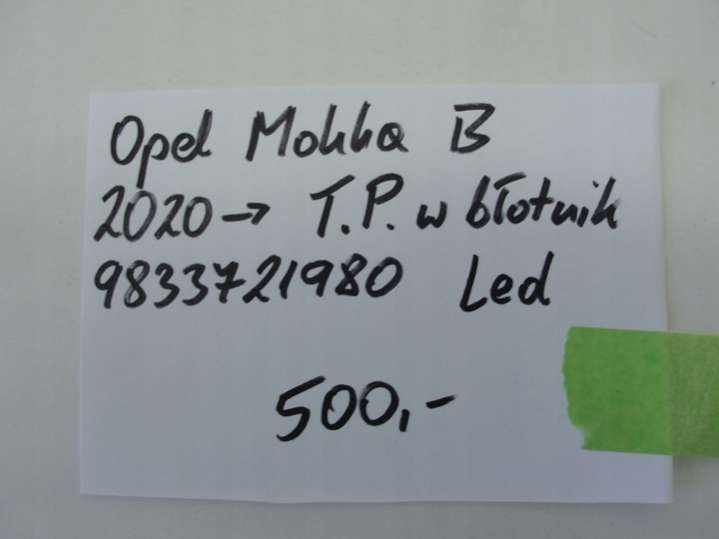 Opel Mokka B
2020→ T.P. w błotnik
9833721980 Led
500,-